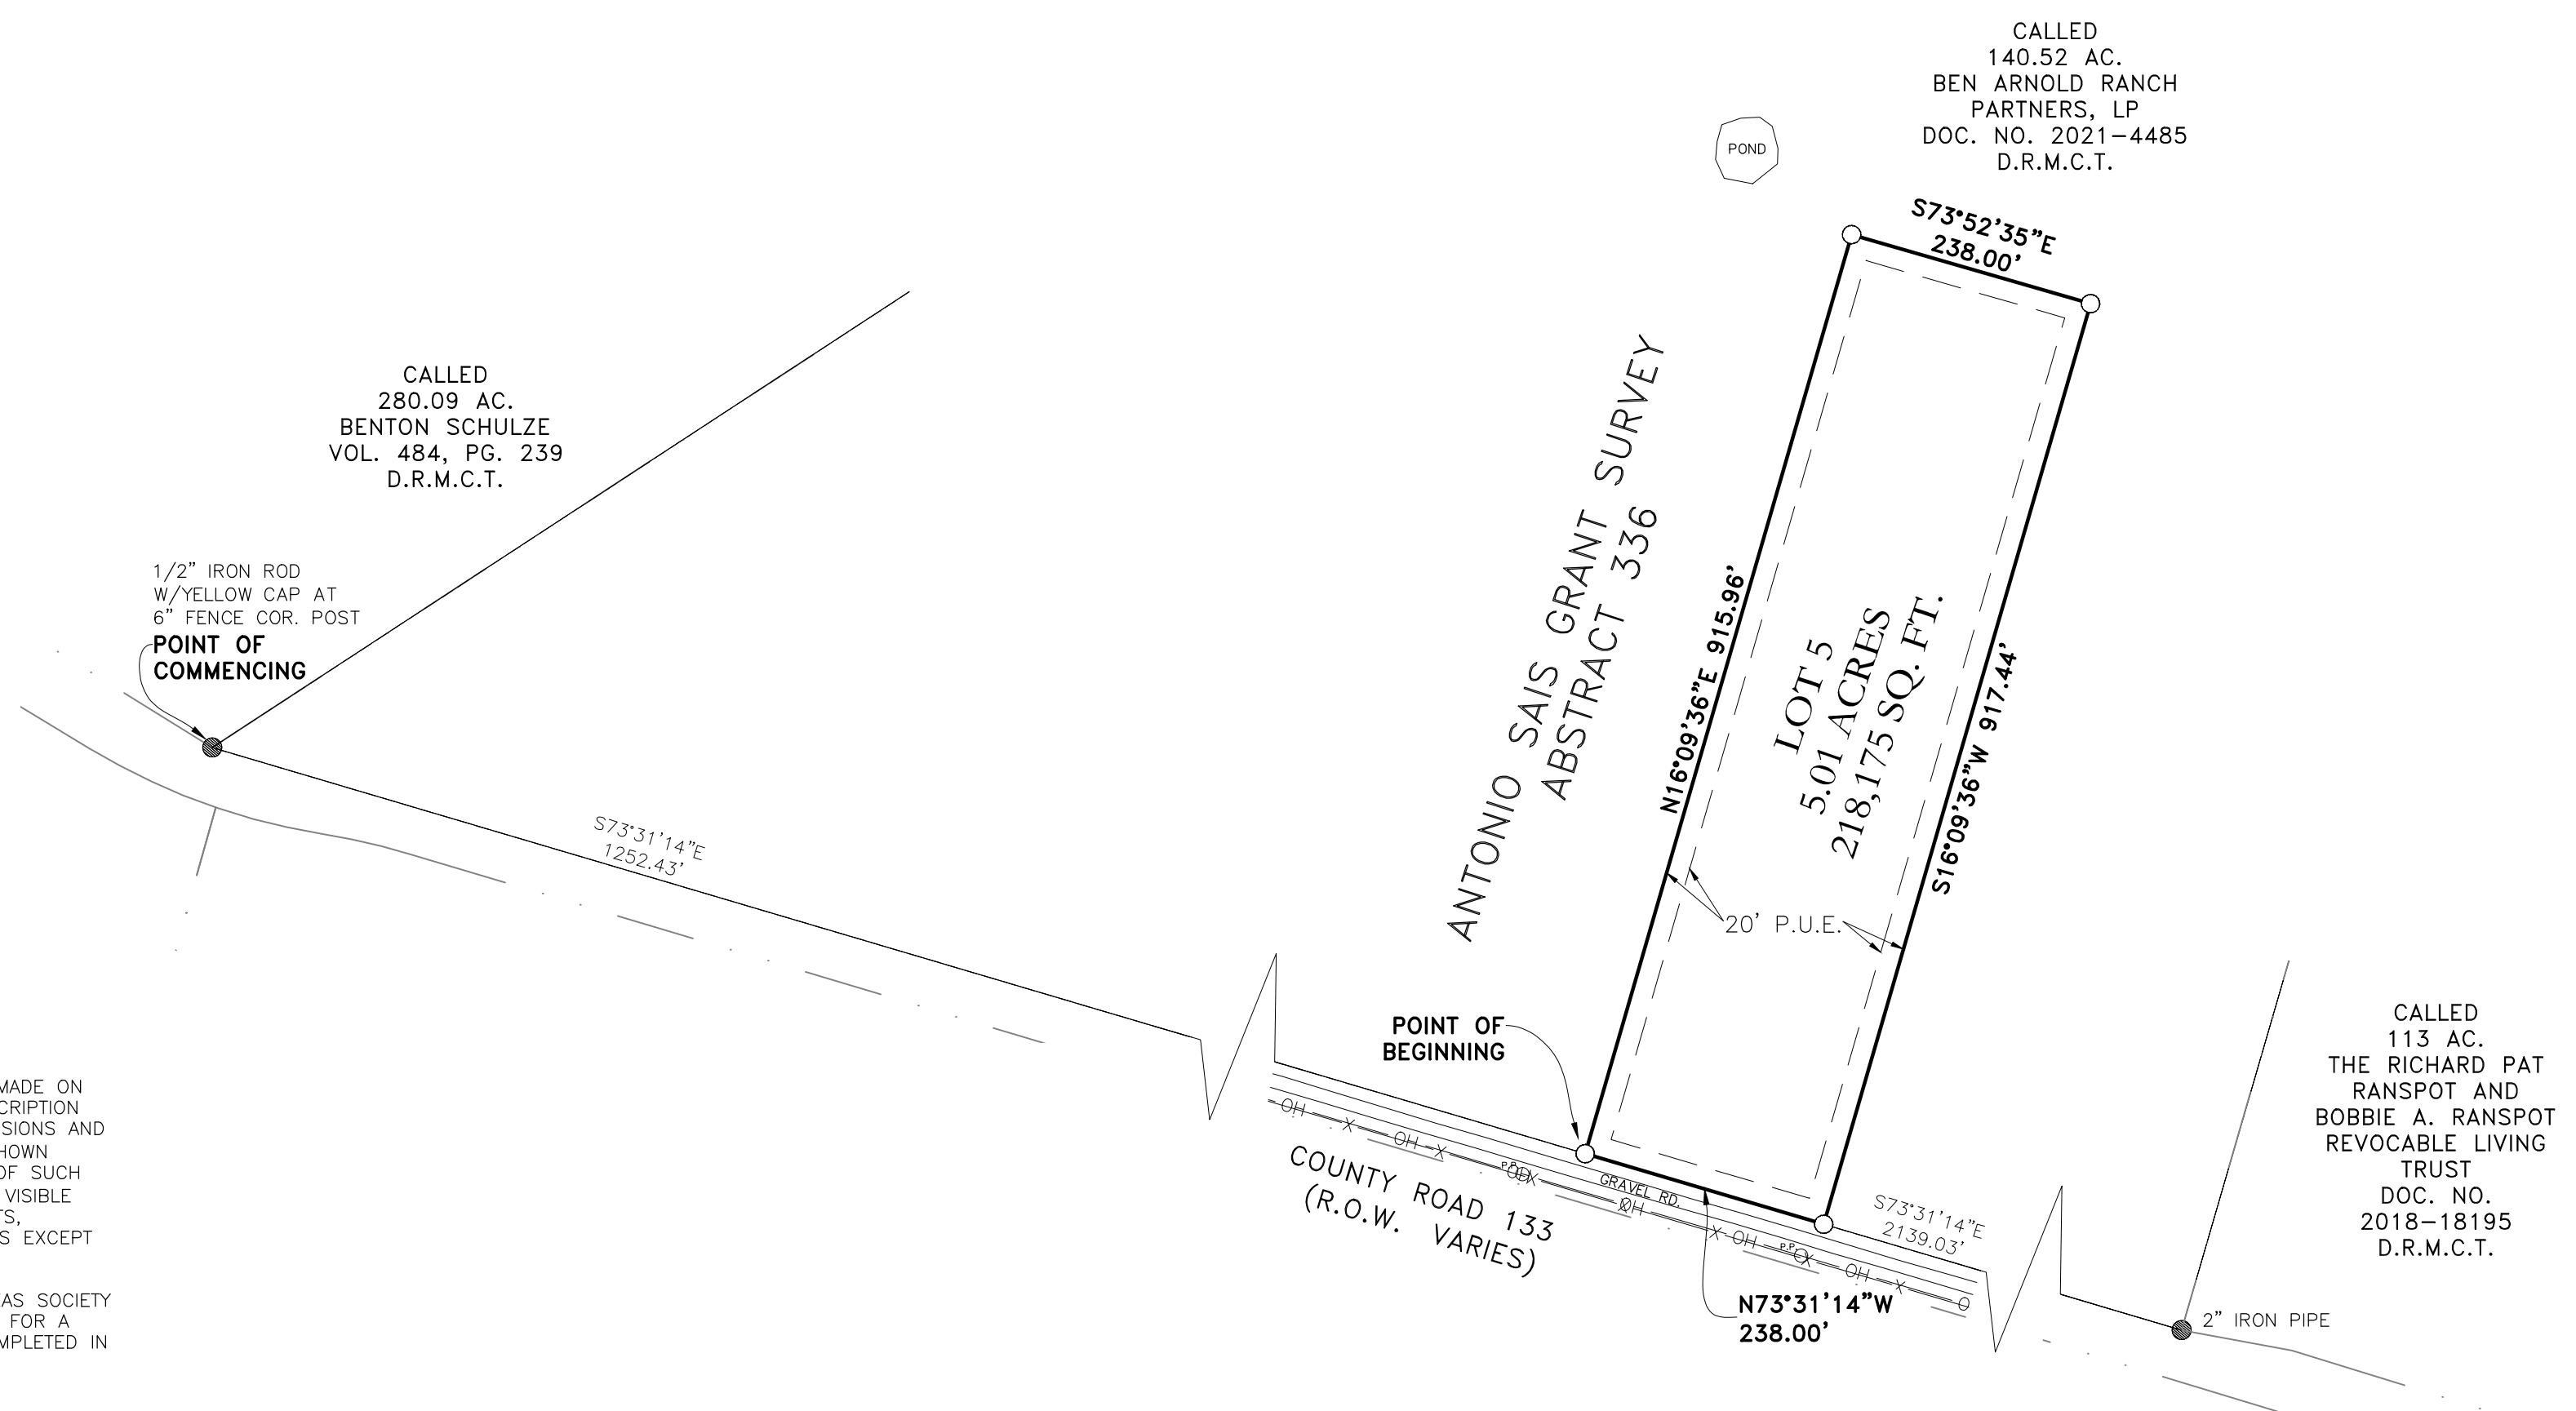 CALLED
140.52 AC.
BEN ARNOLD RANCH
PARTNERS, LP
DOC. NO. 2021-4485
D.R.M.C.T.
POND
S73°52'35"E
238.00'
CALLED
280.09 AC.
BENTON SCHULZE
VOL. 484, PG. 239
D.R.M.C.T.
1/2" IRON ROD
W/YELLOW CAP AT
6" FENCE COR. POST
POINT OF
COMMENCING
S73°31'14"E
1252.43'
ANTONIO SAIS GRANT SURVEY
ABSTRACT 336
N16°09'36"E 915.96'
LOT 5
5.01 ACRES
218,175 SQ. FT.
S16°09'36"W 917.44'
20' P.U.E.
POINT OF
BEGINNING
CALLED
113 AC.
THE RICHARD PAT
RANSPOT AND
BOBBIE A. RANSPOT
REVOCABLE LIVING
TRUST
DOC. NO.
2018-18195
D.R.M.C.T.
MADE ON
CRIPTION
SIONS AND
HOWN
OF SUCH
VISIBLE
TS,
S EXCEPT
AS SOCIETY
FOR A
MPLETED IN
OH X OH X
P.P.
GRAVEL RD.
OH X OH
P.P.
X OH X
COUNTY ROAD 133
(R.O.W. VARIES)
S73°31'14"E
2139.03'
N73°31'14"W
238.00'
2" IRON PIPE